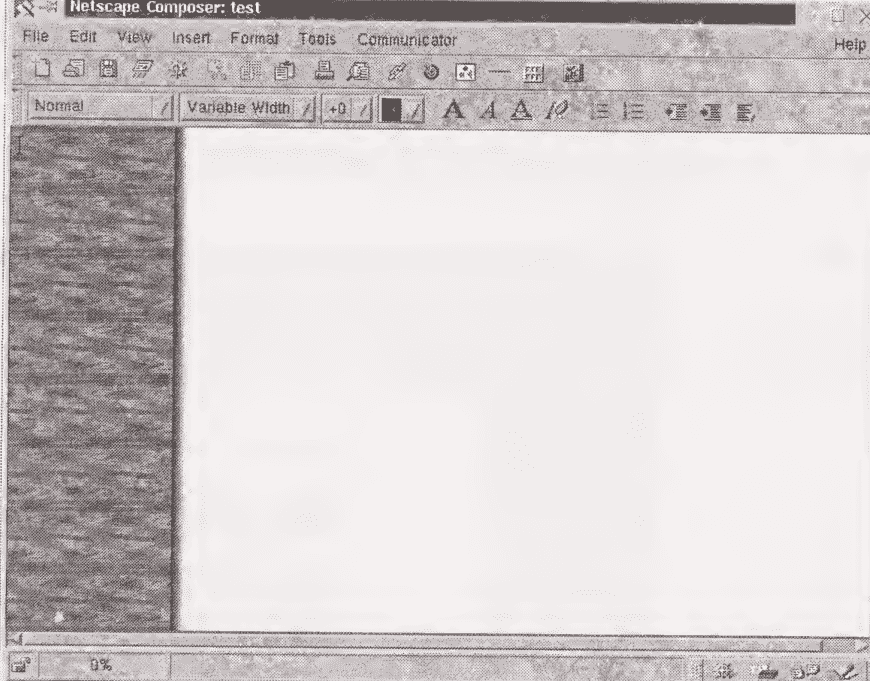 Netscape Composer: test
File Edit View Insert Format Tools Communicator Help
Normal Variable Width +0 A A A
0%